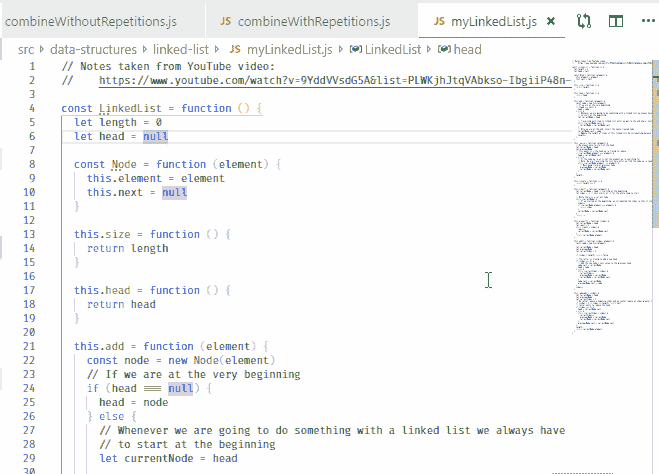 combineWithoutRepetitions.js
JS combineWithRepetitions.js
JS myLinkedList.js
src > data-structures > linked-list > JS myLinkedList.js > LinkedList > head
1 // Notes taken from YouTube video:
2 // https://www.youtube.com/watch?v=9YddVVsdG5A&list=PLWKjhJtqVAbkso-IbgiiP48n-
3
4 const LinkedList = function () {
5 let length = 0
6 let head = null
7
8 const Node = function (element) {
9 this.element = element
10 this.next = null
11 }
12
13 this.size = function () {
14 return length
15 }
16
17 this.head = function () {
18 return head
19 }
20
21 this.add = function (element) {
22 const node = new Node(element)
23 // If we are at the very beginning
24 if (head === null) {
25 head = node
26 } else {
27 // Whenever we are going to do something with a linked list we always have
28 // to start at the beginning
29 let currentNode = head